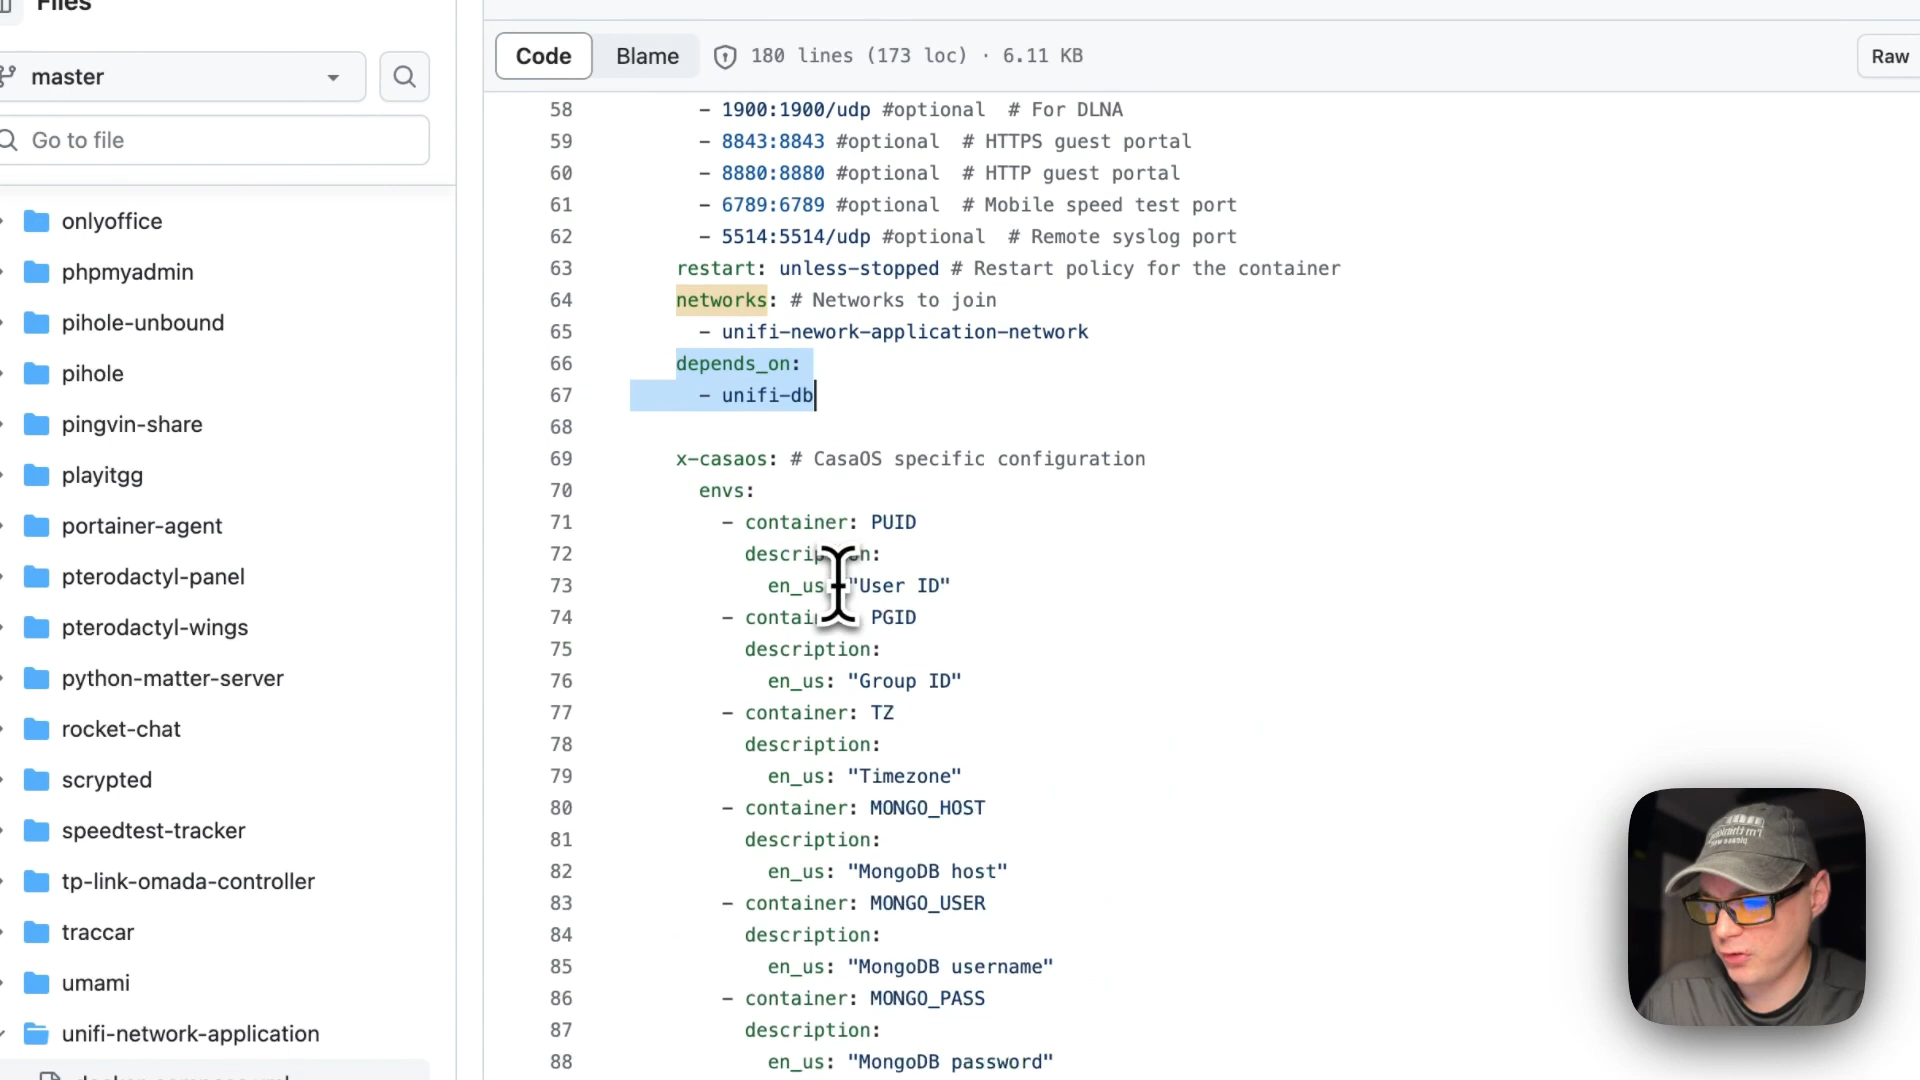 Files
master
Go to file
onlyoffice
phpmyadmin
pihole-unbound
pihole
pingvin-share
playitgg
portainer-agent
pterodactyl-panel
pterodactyl-wings
python-matter-server
rocket-chat
scrypted
speedtest-tracker
tp-link-omada-controller
traccar
umami
unifi-network-application
Code Blame 180 lines (173 loc) · 6.11 KB Raw
58 - 1900:1900/udp #optional # For DLNA
59 - 8843:8843 #optional # HTTPS guest portal
60 - 8880:8880 #optional # HTTP guest portal
61 - 6789:6789 #optional # Mobile speed test port
62 - 5514:5514/udp #optional # Remote syslog port
63 restart: unless-stopped # Restart policy for the container
64 networks: # Networks to join
65 - unifi-nework-application-network
66 depends_on:
67 - unifi-db
68
69 x-casaos: # CasaOS specific configuration
70 envs:
71 - container: PUID
72 description:
73 en_us: "User ID"
74 - container: PGID
75 description:
76 en_us: "Group ID"
77 - container: TZ
78 description:
79 en_us: "Timezone"
80 - container: MONGO_HOST
81 description:
82 en_us: "MongoDB host"
83 - container: MONGO_USER
84 description:
85 en_us: "MongoDB username"
86 - container: MONGO_PASS
87 description:
88 en_us: "MongoDB password"